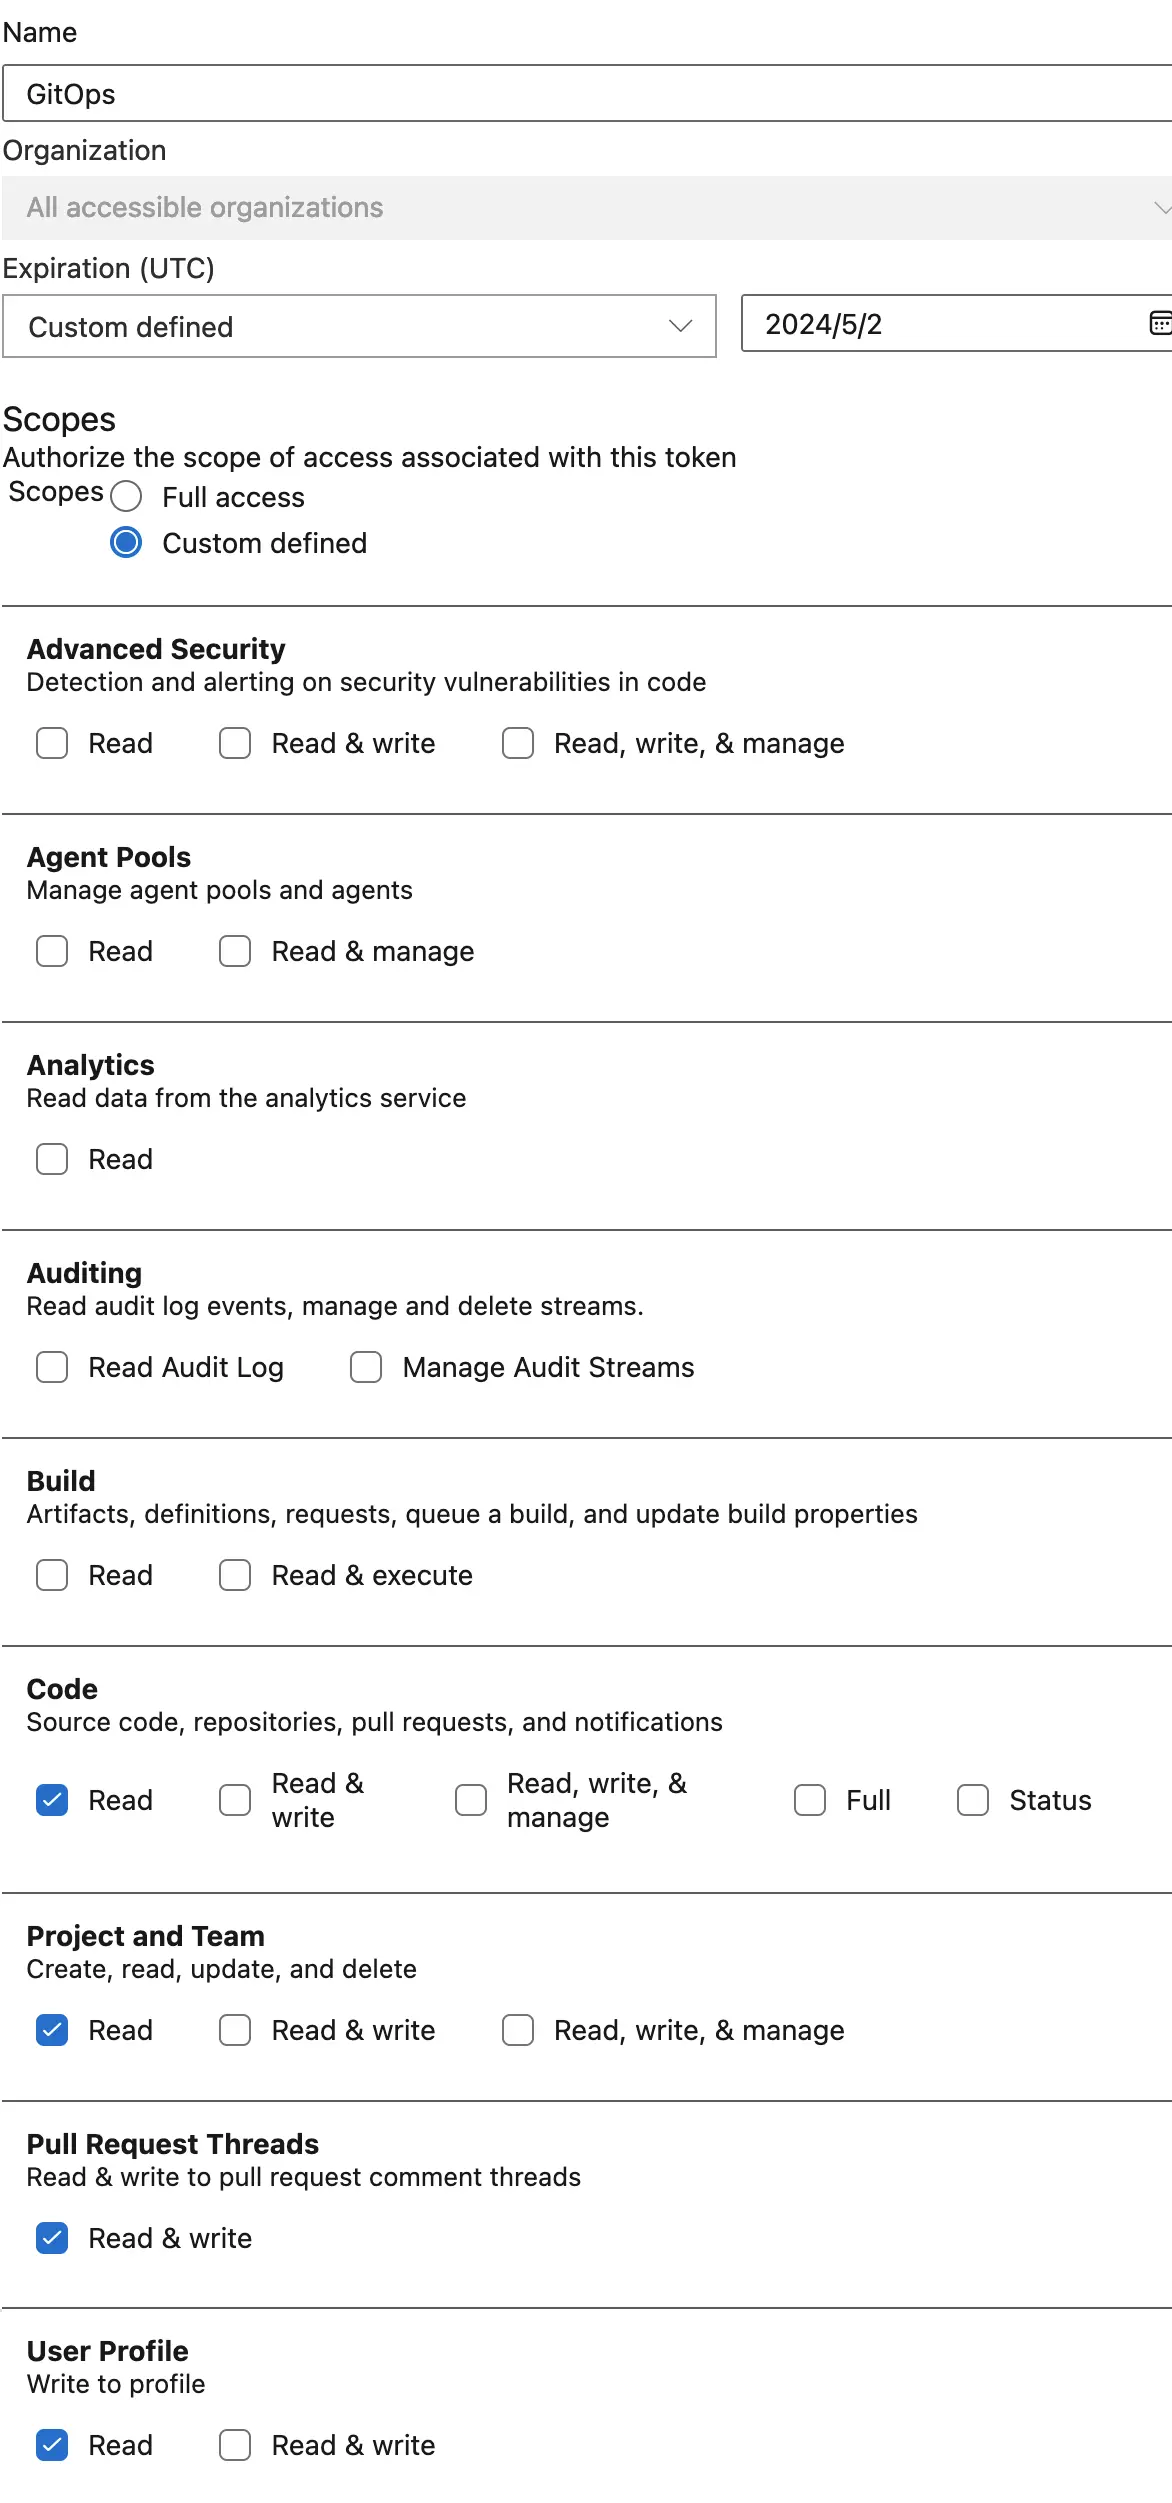 Name
GitOps
Organization
All accessible organizations
Expiration (UTC)
Custom defined 2024/5/2
Scopes
Authorize the scope of access associated with this token
Scopes Full access
Custom defined
Advanced Security
Detection and alerting on security vulnerabilities in code
Read Read & write Read, write, & manage
Agent Pools
Manage agent pools and agents
Read Read & manage
Analytics
Read data from the analytics service
Read
Auditing
Read audit log events, manage and delete streams.
Read Audit Log Manage Audit Streams
Build
Artifacts, definitions, requests, queue a build, and update build properties
Read Read & execute
Code
Source code, repositories, pull requests, and notifications
Read Read & write Read, write, & manage Full Status
Project and Team
Create, read, update, and delete
Read Read & write Read, write, & manage
Pull Request Threads
Read & write to pull request comment threads
Read & write
User Profile
Write to profile
Read Read & write